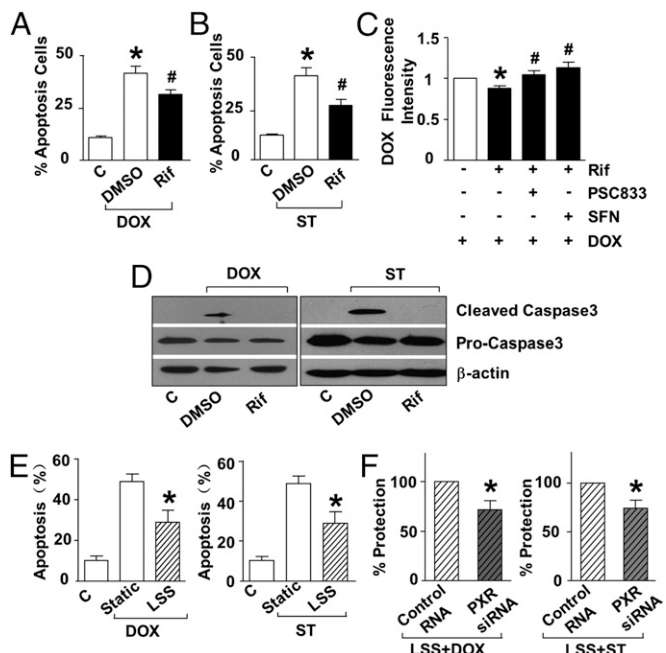 A
% Apoptosis Cells
50
25
0
*
#
C
DMSO
Rif
DOX
B
% Apoptosis Cells
50
25
0
*
#
C
DMSO
Rif
ST
C
DOX Fluorescence
Intensity
1.5
1
0.5
0
*
#
#
- + + + Rif
- - + - PSC833
- - - + SFN
+ + + + DOX
D
DOX ST
Cleaved Caspase3
Pro-Caspase3
β-actin
C DMSO Rif C DMSO Rif
E
Apoptosis (%)
60
40
20
0
*
C
Static
LSS
DOX
Apoptosis (%)
60
40
20
0
*
C
Static
LSS
ST
F
% Protection
100
50
0
*
Control
RNA
PXR
siRNA
LSS+DOX
% Protection
100
50
0
*
Control
RNA
PXR
siRNA
LSS+ST